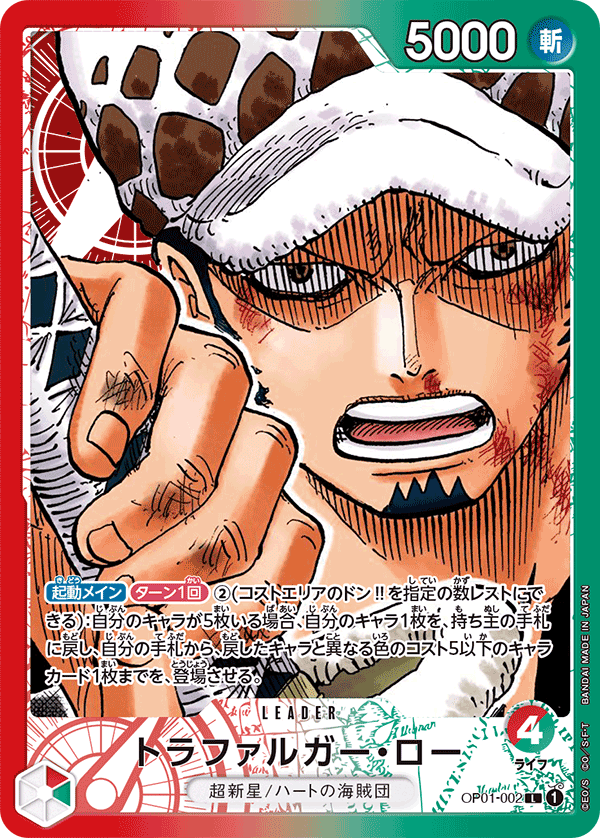 5000 斬
起動メイン ターン1回 ②(コストエリアのドン!!を指定の数レストにで
きる):自分のキャラが5枚いる場合、自分のキャラ1枚を、持ち主の手札
に戻し、自分の手札から、戻したキャラと異なる色のコスト5以下のキャラ
カード1枚までを、登場させる。
LEADER
トラファルガー・ロー
4
ライフ
超新星/ハートの海賊団
OP01-002 L 1
©E.O/S. ©O/S・F・T BANDAI MADE IN JAPAN